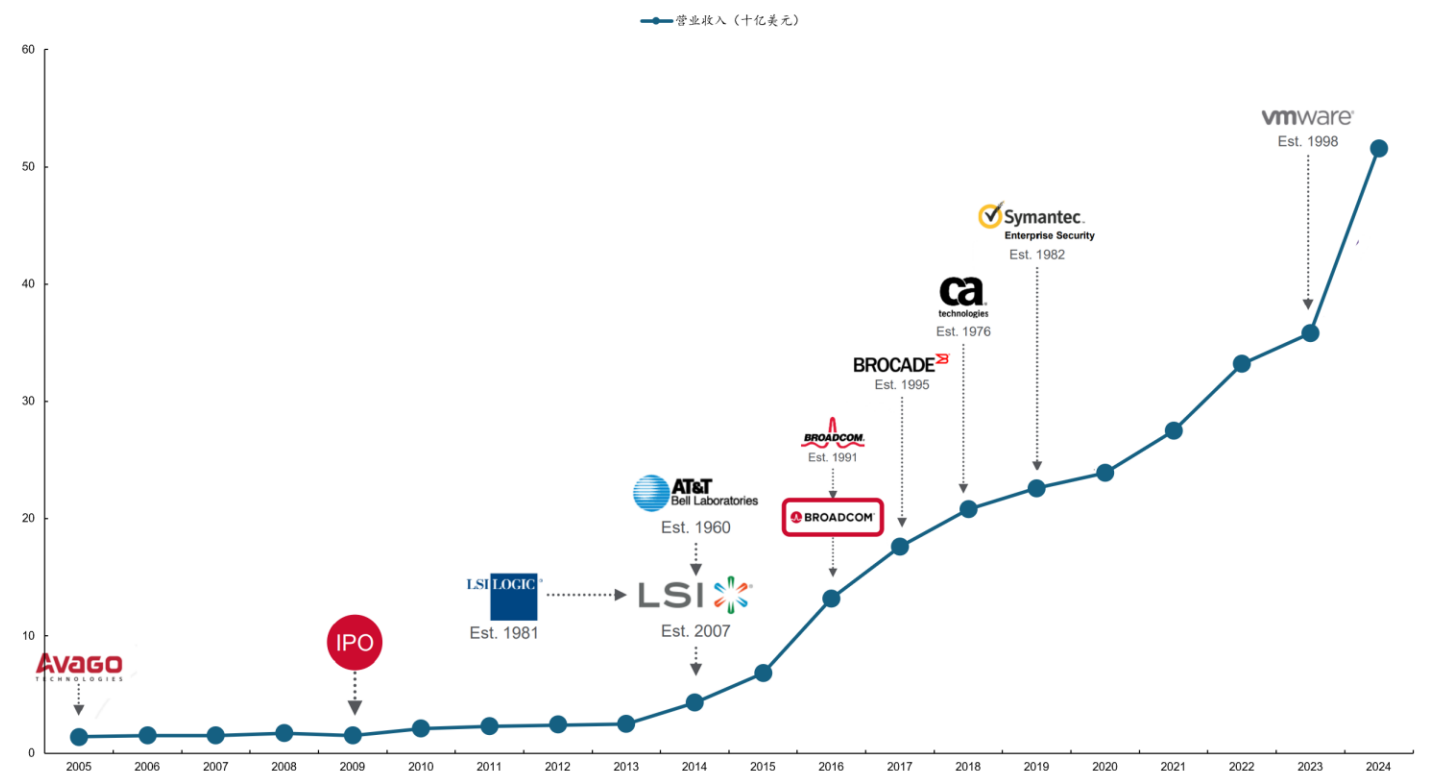 营业收入（十亿美元）
60
50
40
30
20
10
0
vmware®
Est. 1998
Symantec.
Enterprise Security
Est. 1982
ca
technologies
Est. 1976
BROCADE
Est. 1995
BROADCOM.
Est. 1991
BROADCOM
AT&T
Bell Laboratories
Est. 1960
LSI LOGIC
Est. 1981
LSI
Est. 2007
IPO
AVAGO
TECHNOLOGIES
2005 2006 2007 2008 2009 2010 2011 2012 2013 2014 2015 2016 2017 2018 2019 2020 2021 2022 2023 2024